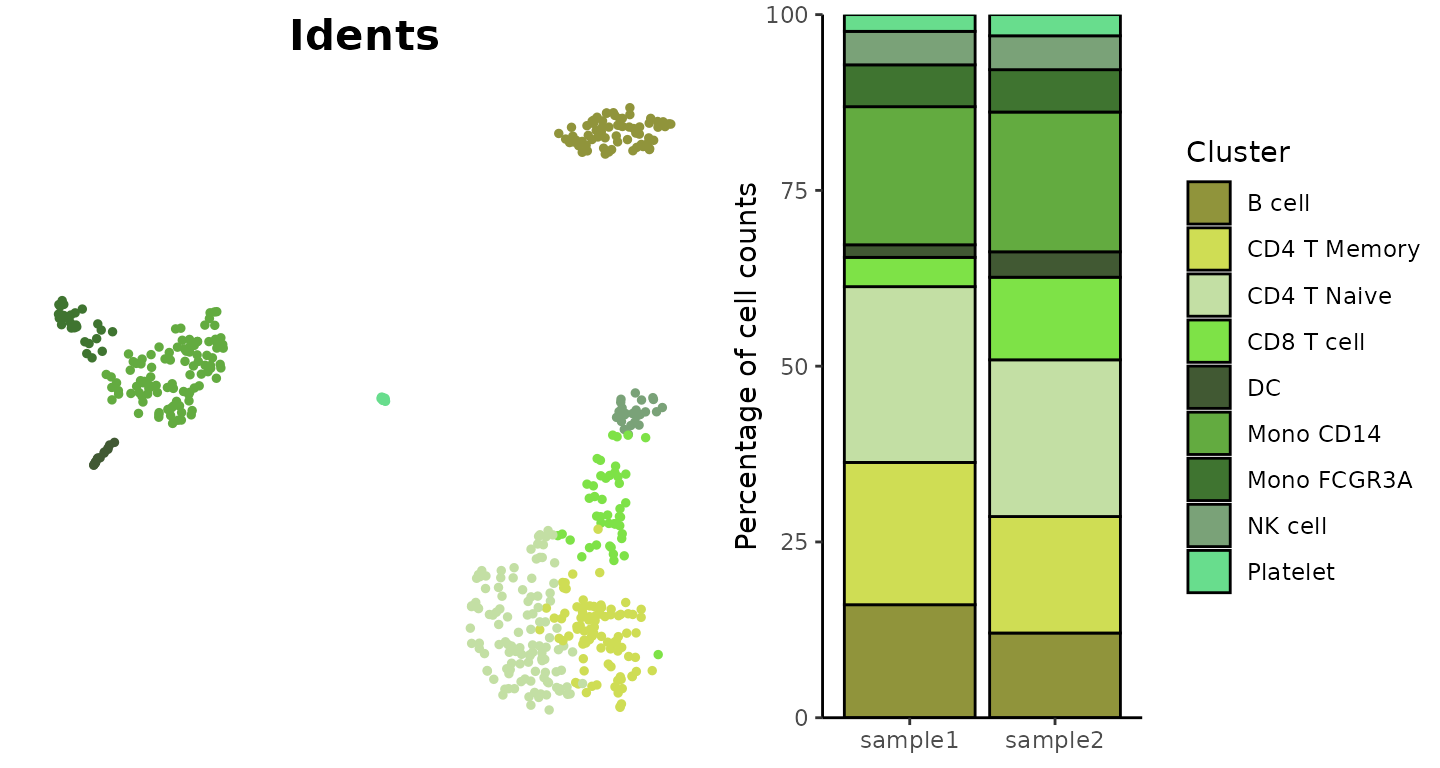 Idents
Percentage of cell counts
100
75
50
25
0
sample1
sample2
Cluster
B cell
CD4 T Memory
CD4 T Naive
CD8 T cell
DC
Mono CD14
Mono FCGR3A
NK cell
Platelet